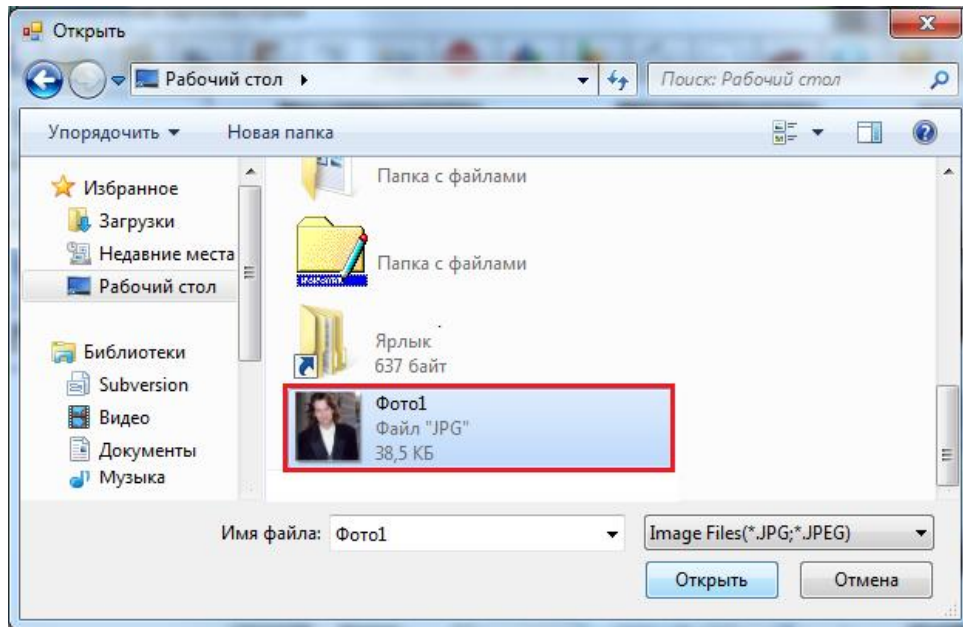 Открыть
Рабочий стол
Поиск: Рабочий стол
Упорядочить
Новая папка
Избранное
Загрузки
Недавние места
Рабочий стол
Библиотеки
Subversion
Видео
Документы
Музыка
Папка с файлами
Папка с файлами
Ярлык
637 байт
Фото1
Файл "JPG"
38,5 КБ
Имя файла: Фото1
Image Files(*.JPG;*.JPEG)
Открыть
Отмена